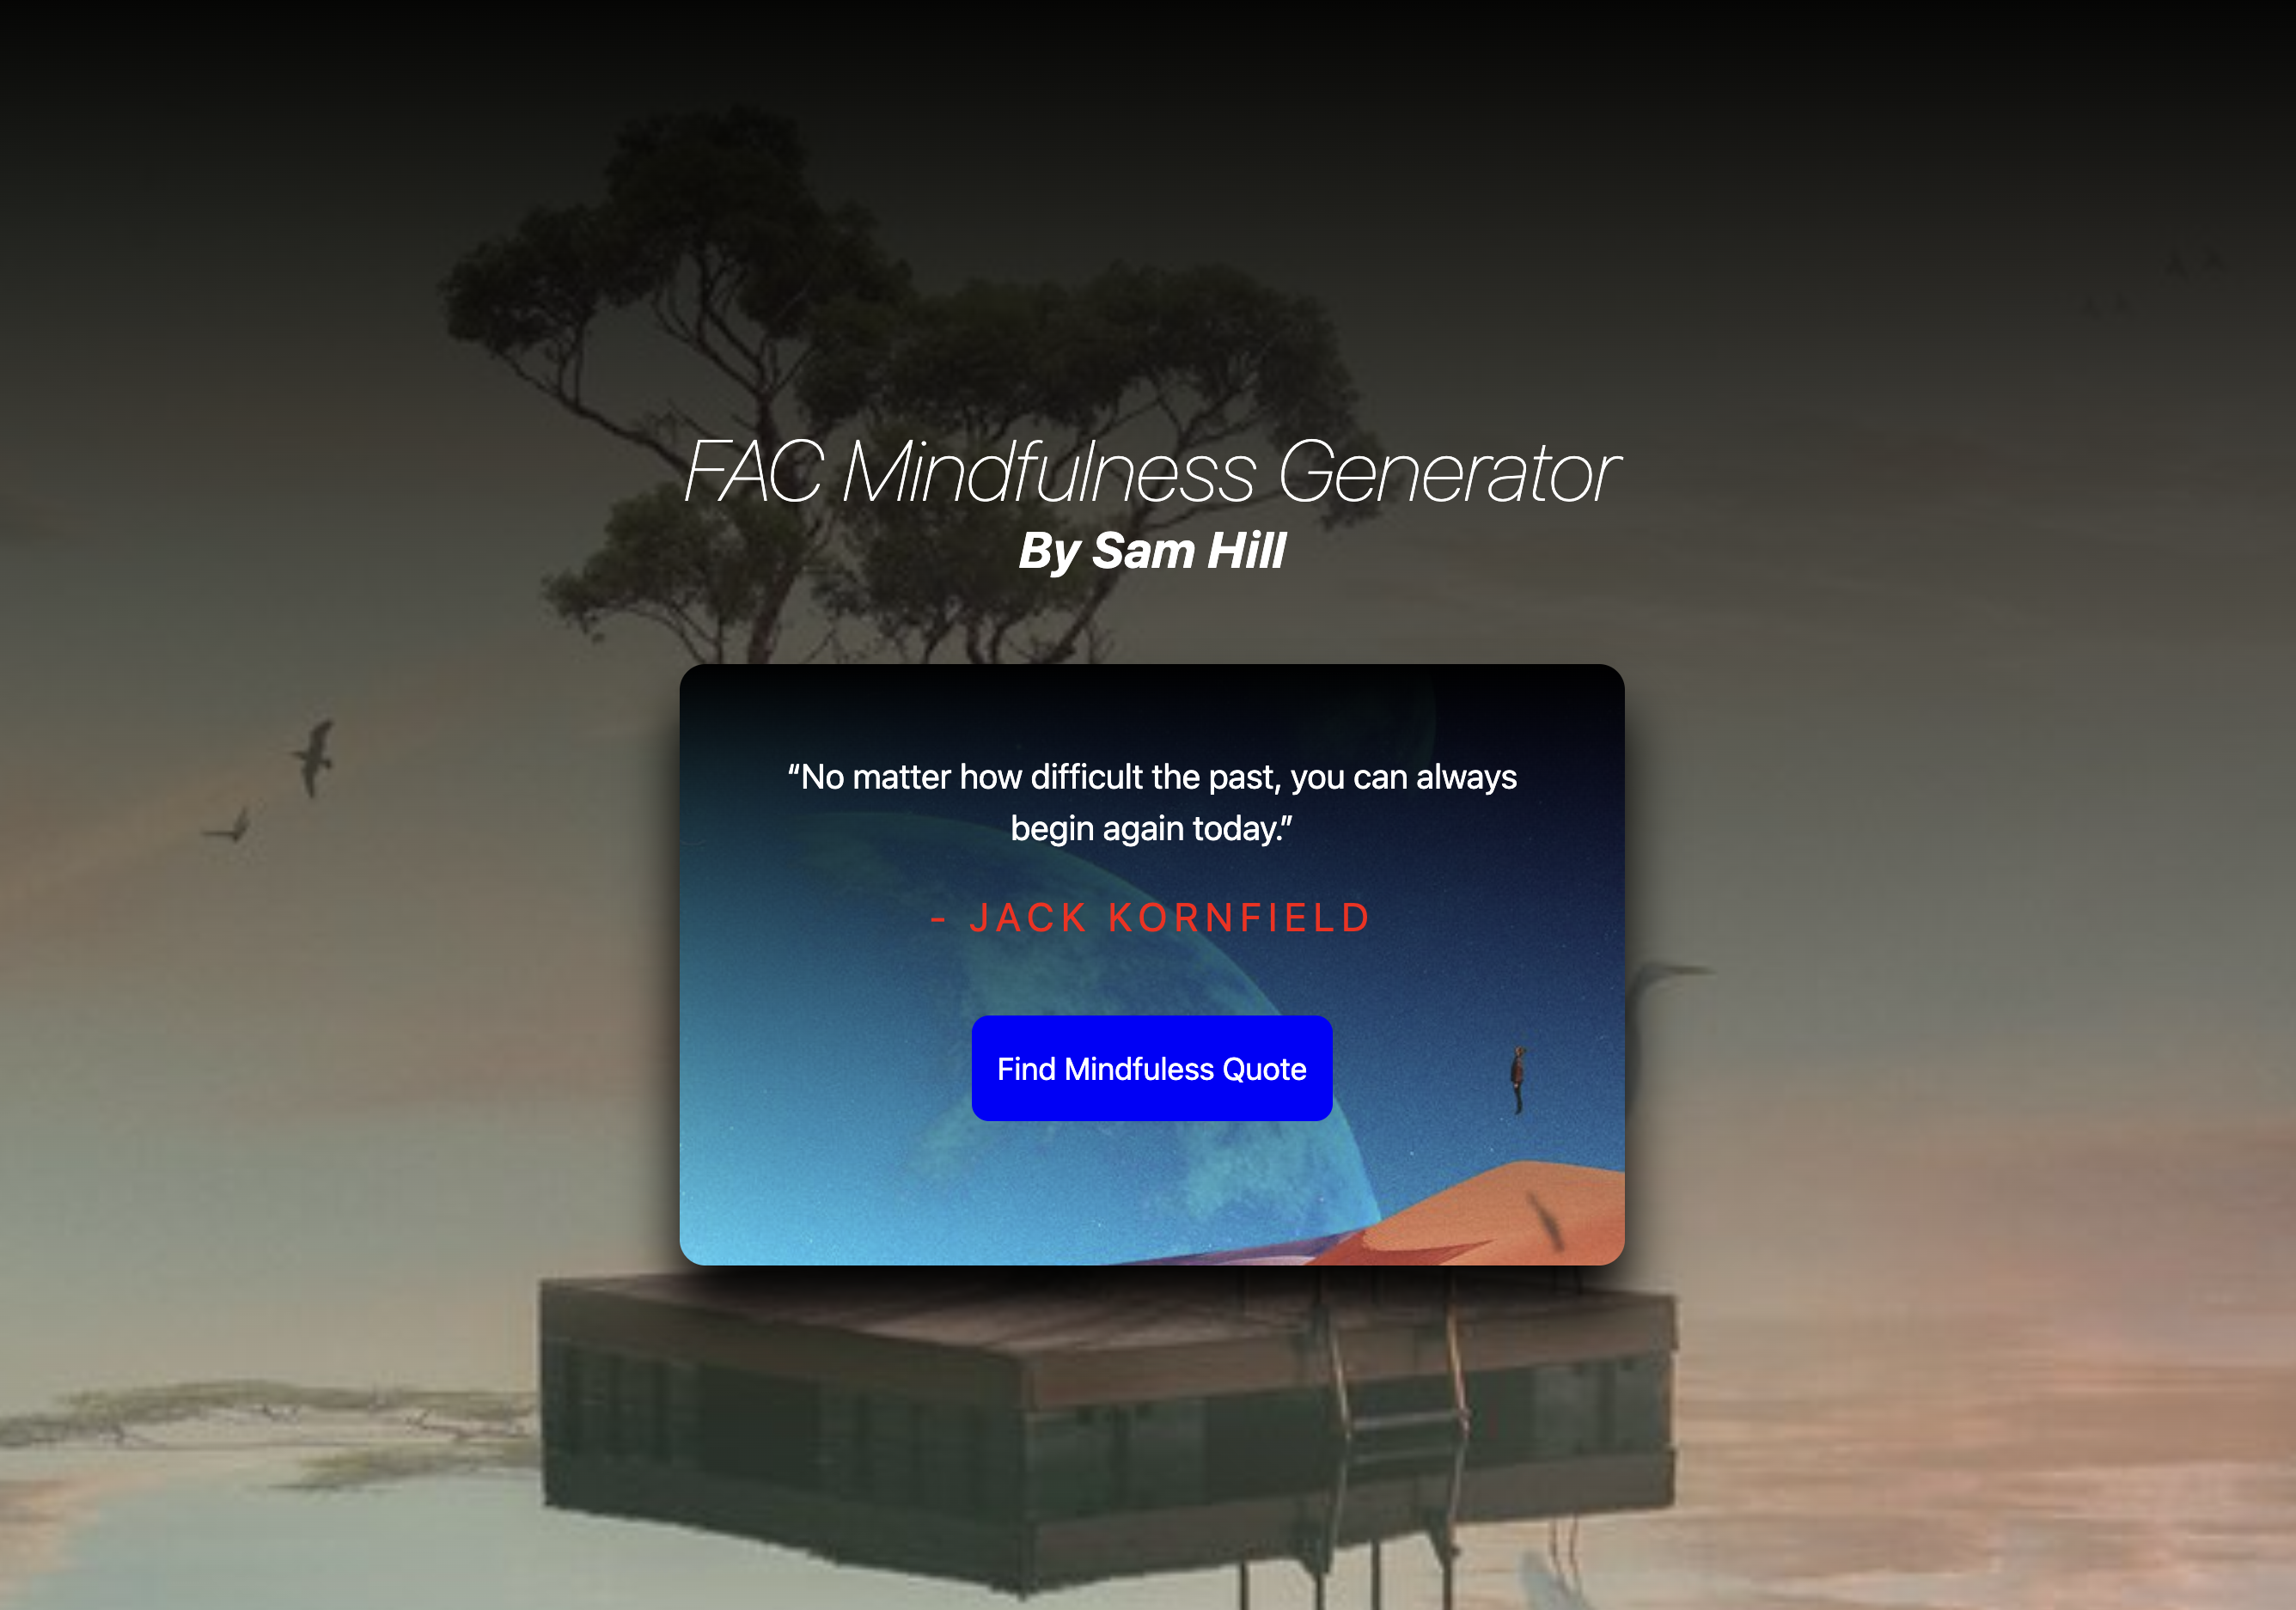 FAC Mindfulness Generator
By Sam Hill
“No matter how difficult the past, you can always
begin again today.”
- JACK KORNFIELD
Find Mindfuless Quote